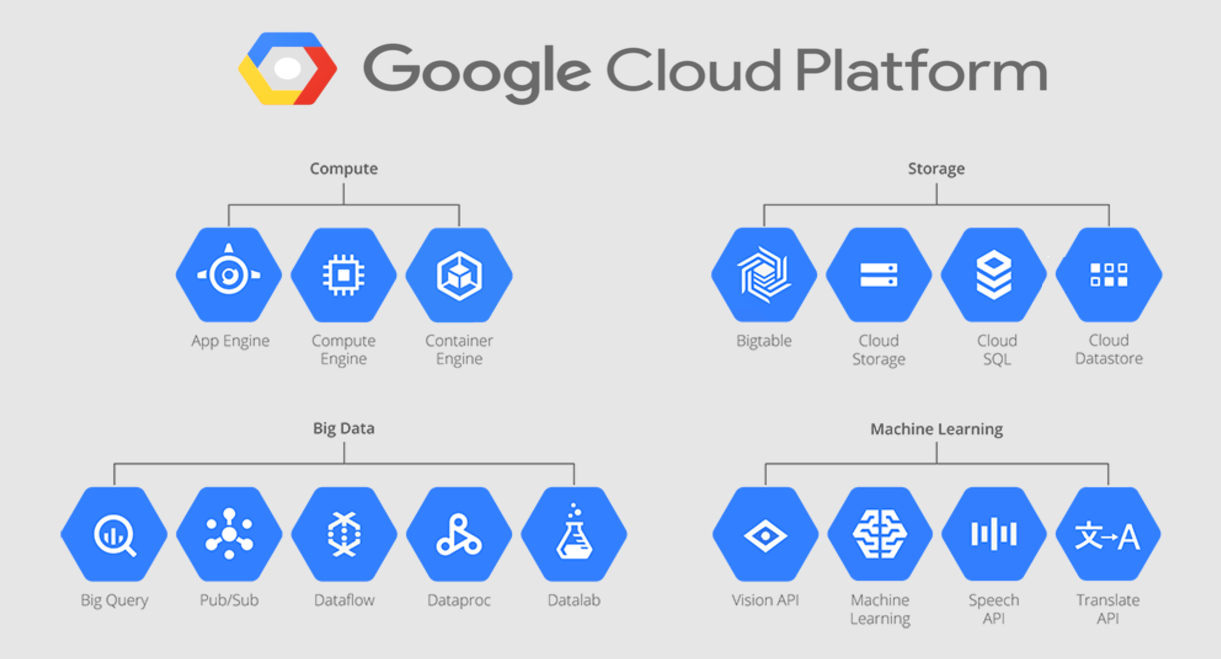 Google Cloud Platform
Compute
App Engine
Compute
Engine
Container
Engine
Storage
Bigtable
Cloud
Storage
Cloud
SQL
Cloud
Datastore
Big Data
Big Query
Pub/Sub
Dataflow
Dataproc
Datalab
Machine Learning
Vision API
Machine
Learning
Speech
API
文→A
Translate
API